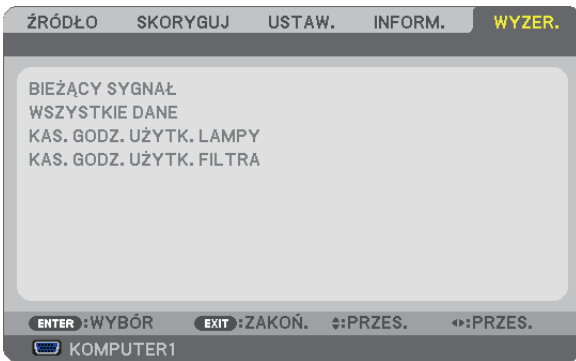 ŹRÓDŁO SKORYGUJ USTAW. INFORM. WYZER.
BIEŻĄCY SYGNAŁ
WSZYSTKIE DANE
KAS. GODZ. UŻYTK. LAMPY
KAS. GODZ. UŻYTK. FILTRA
ENTER :WYBÓR EXIT :ZAKOŃ. :PRZES. :PRZES.
KOMPUTER1